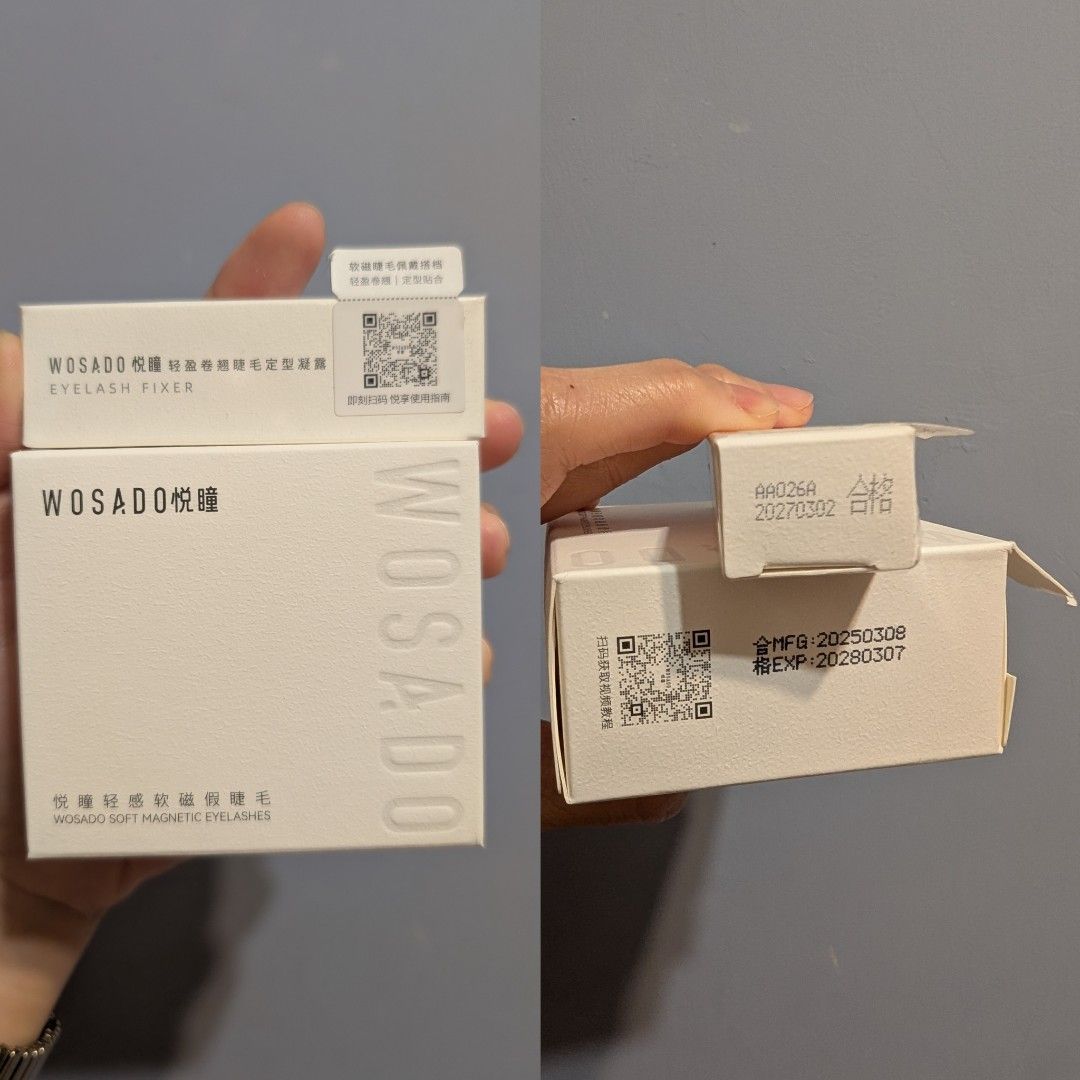 软磁睫毛佩戴搭档
轻盈卷翘｜定型贴合
WOSADO 悦瞳 轻盈卷翘睫毛定型凝露
EYELASH FIXER
即刻扫码 悦享使用指南
WOSADO悦瞳
WOSADO
悦瞳轻感软磁假睫毛
WOSADO SOFT MAGNETIC EYELASHES
AA026A
20270302
合格
扫码获取视频教程
合MFG:20250308
格EXP:20280307